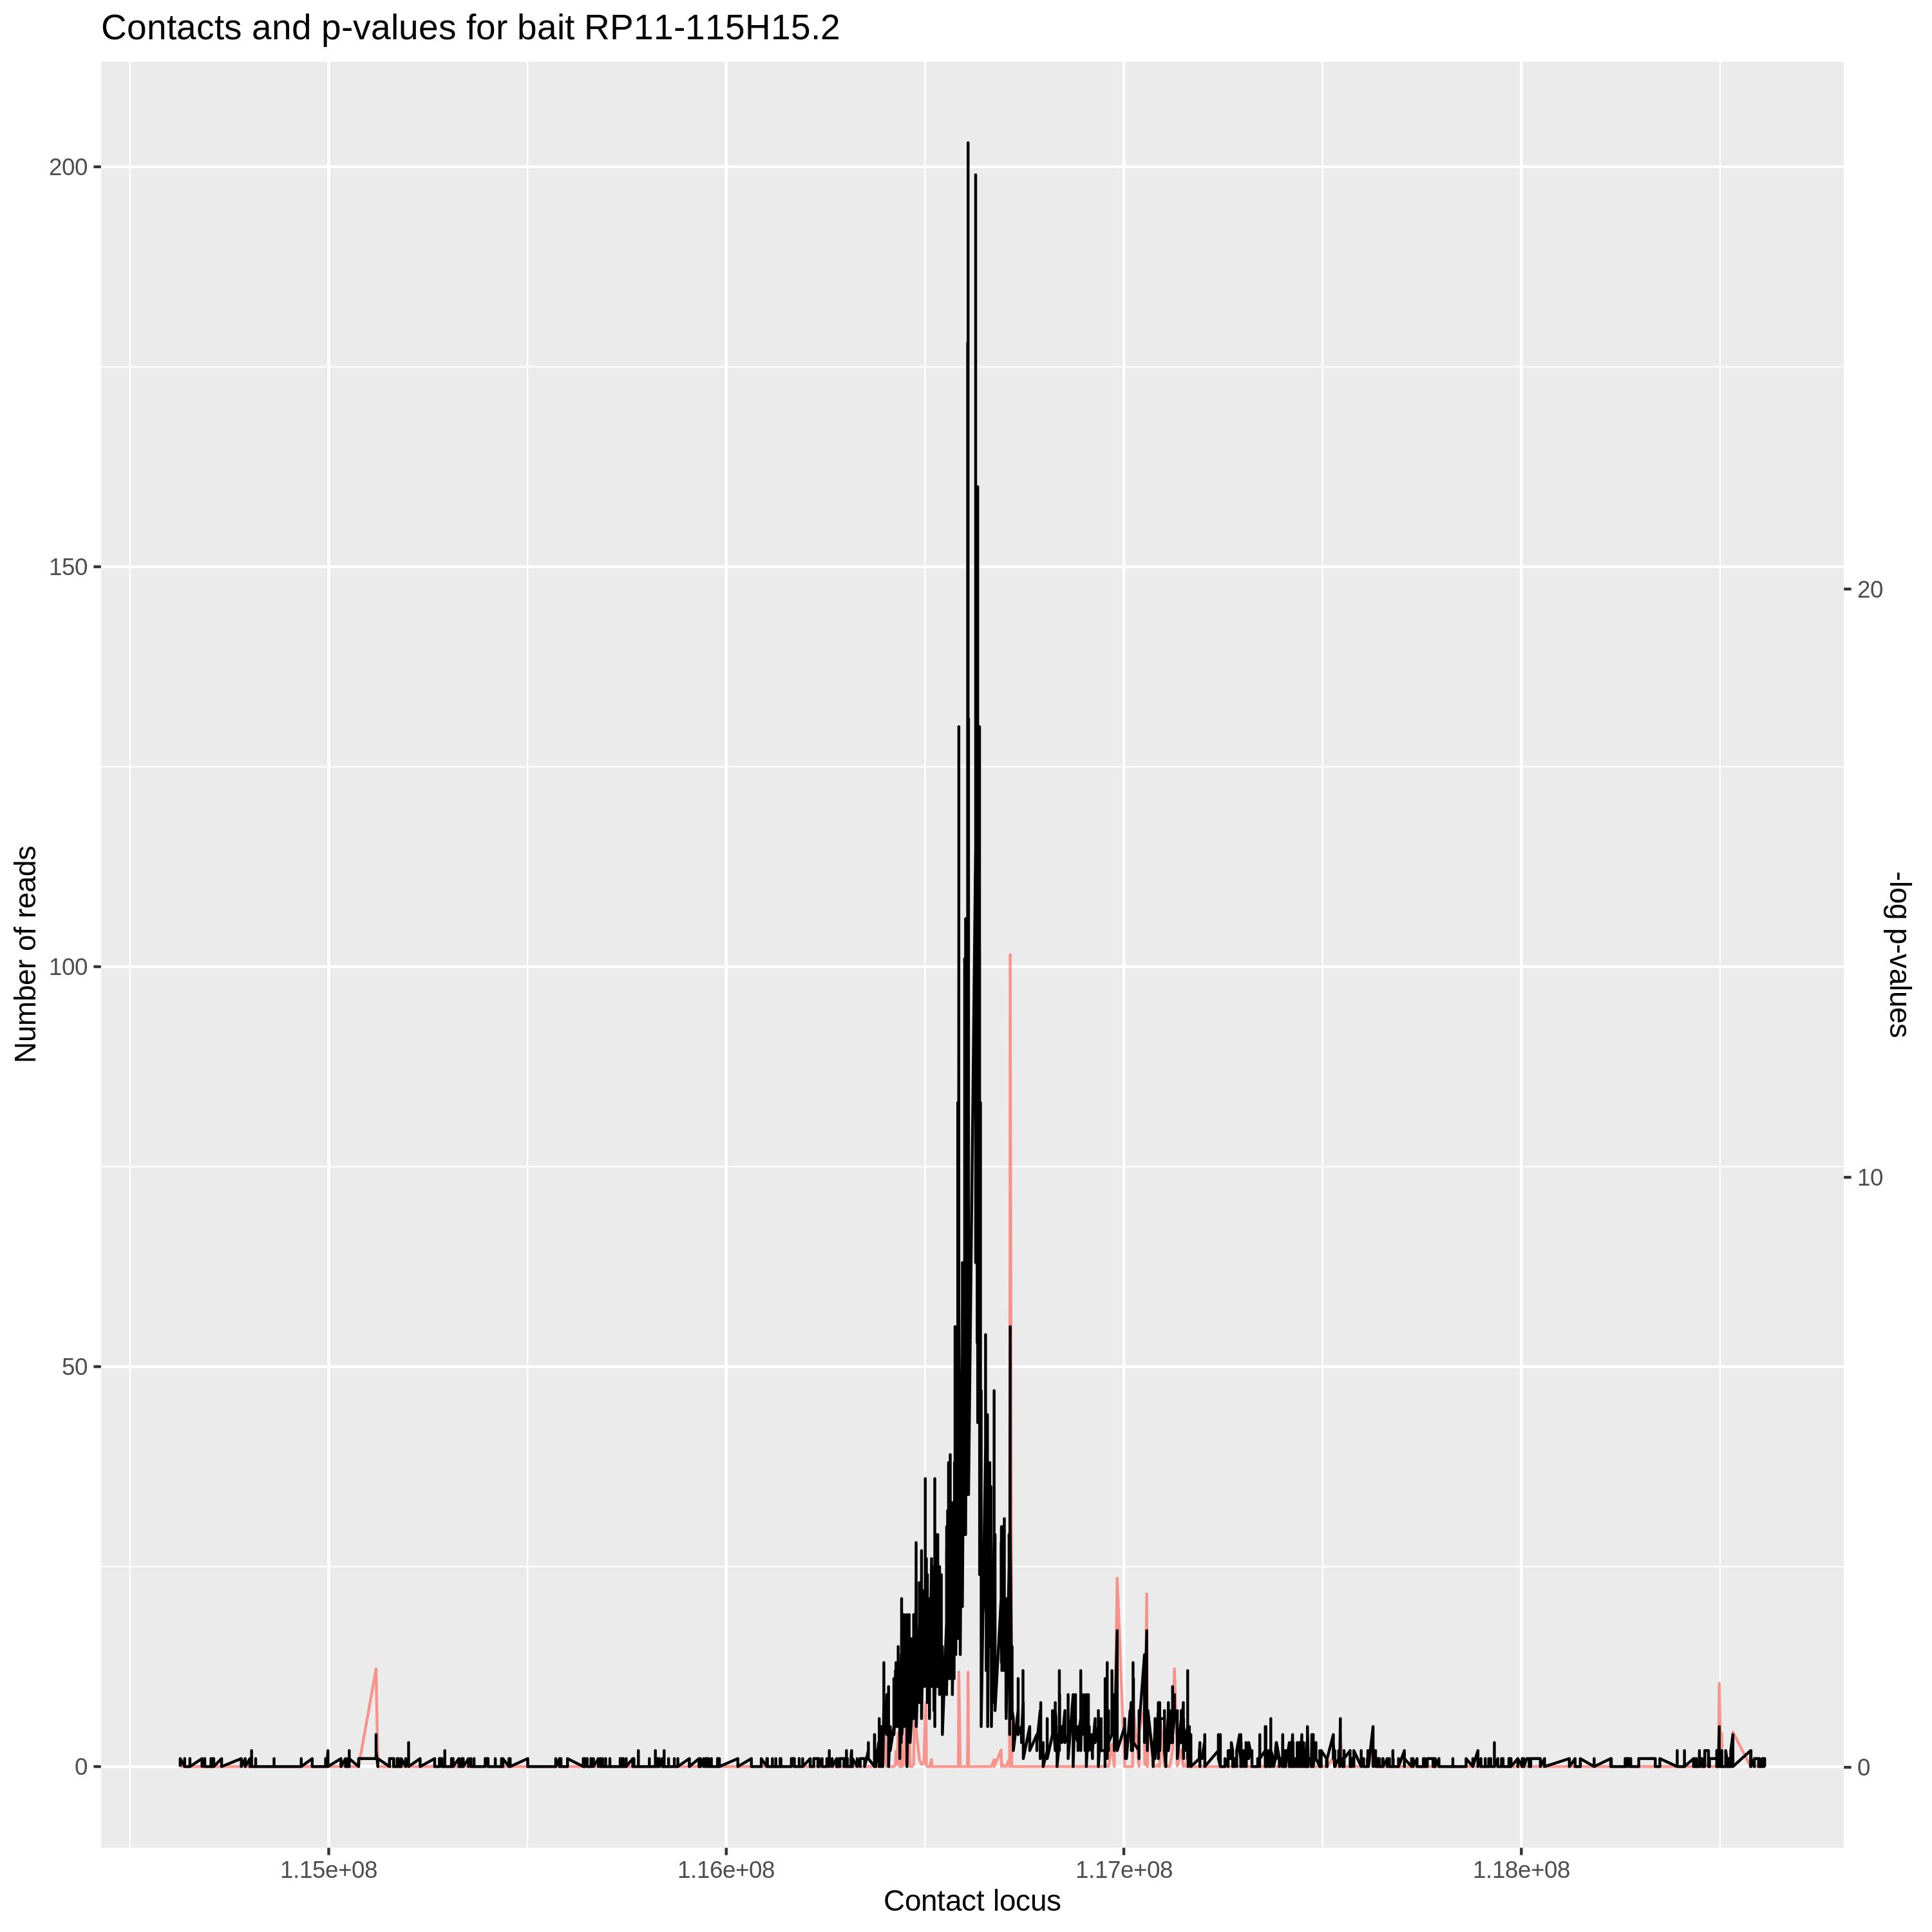 Contacts and p-values for bait RP11-115H15.2
Number of reads
200
150
100
50
0
20
10
0
-log p-values
1.15e+08
1.16e+08
1.17e+08
1.18e+08
Contact locus